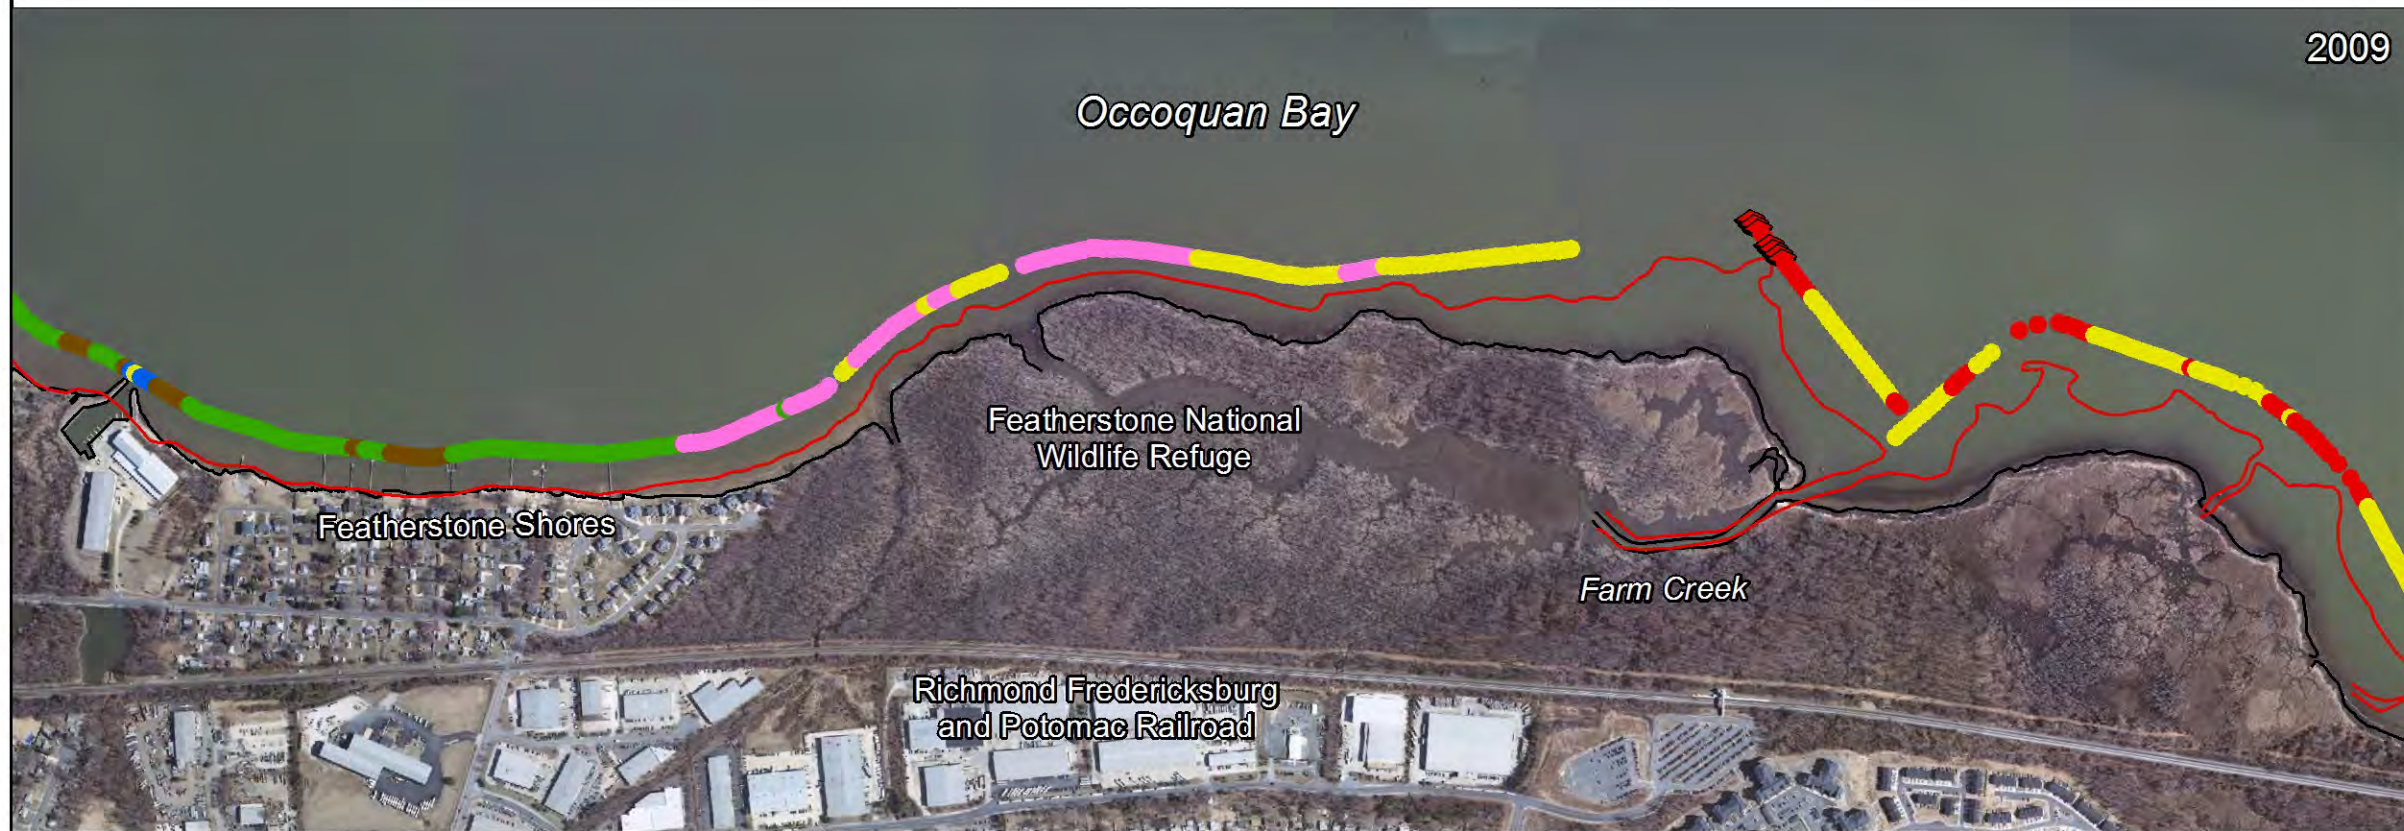 2009
Occoquan Bay
Featherstone National
Wildlife Refuge
Featherstone Shores
Farm Creek
Richmond Fredericksburg
and Potomac Railroad